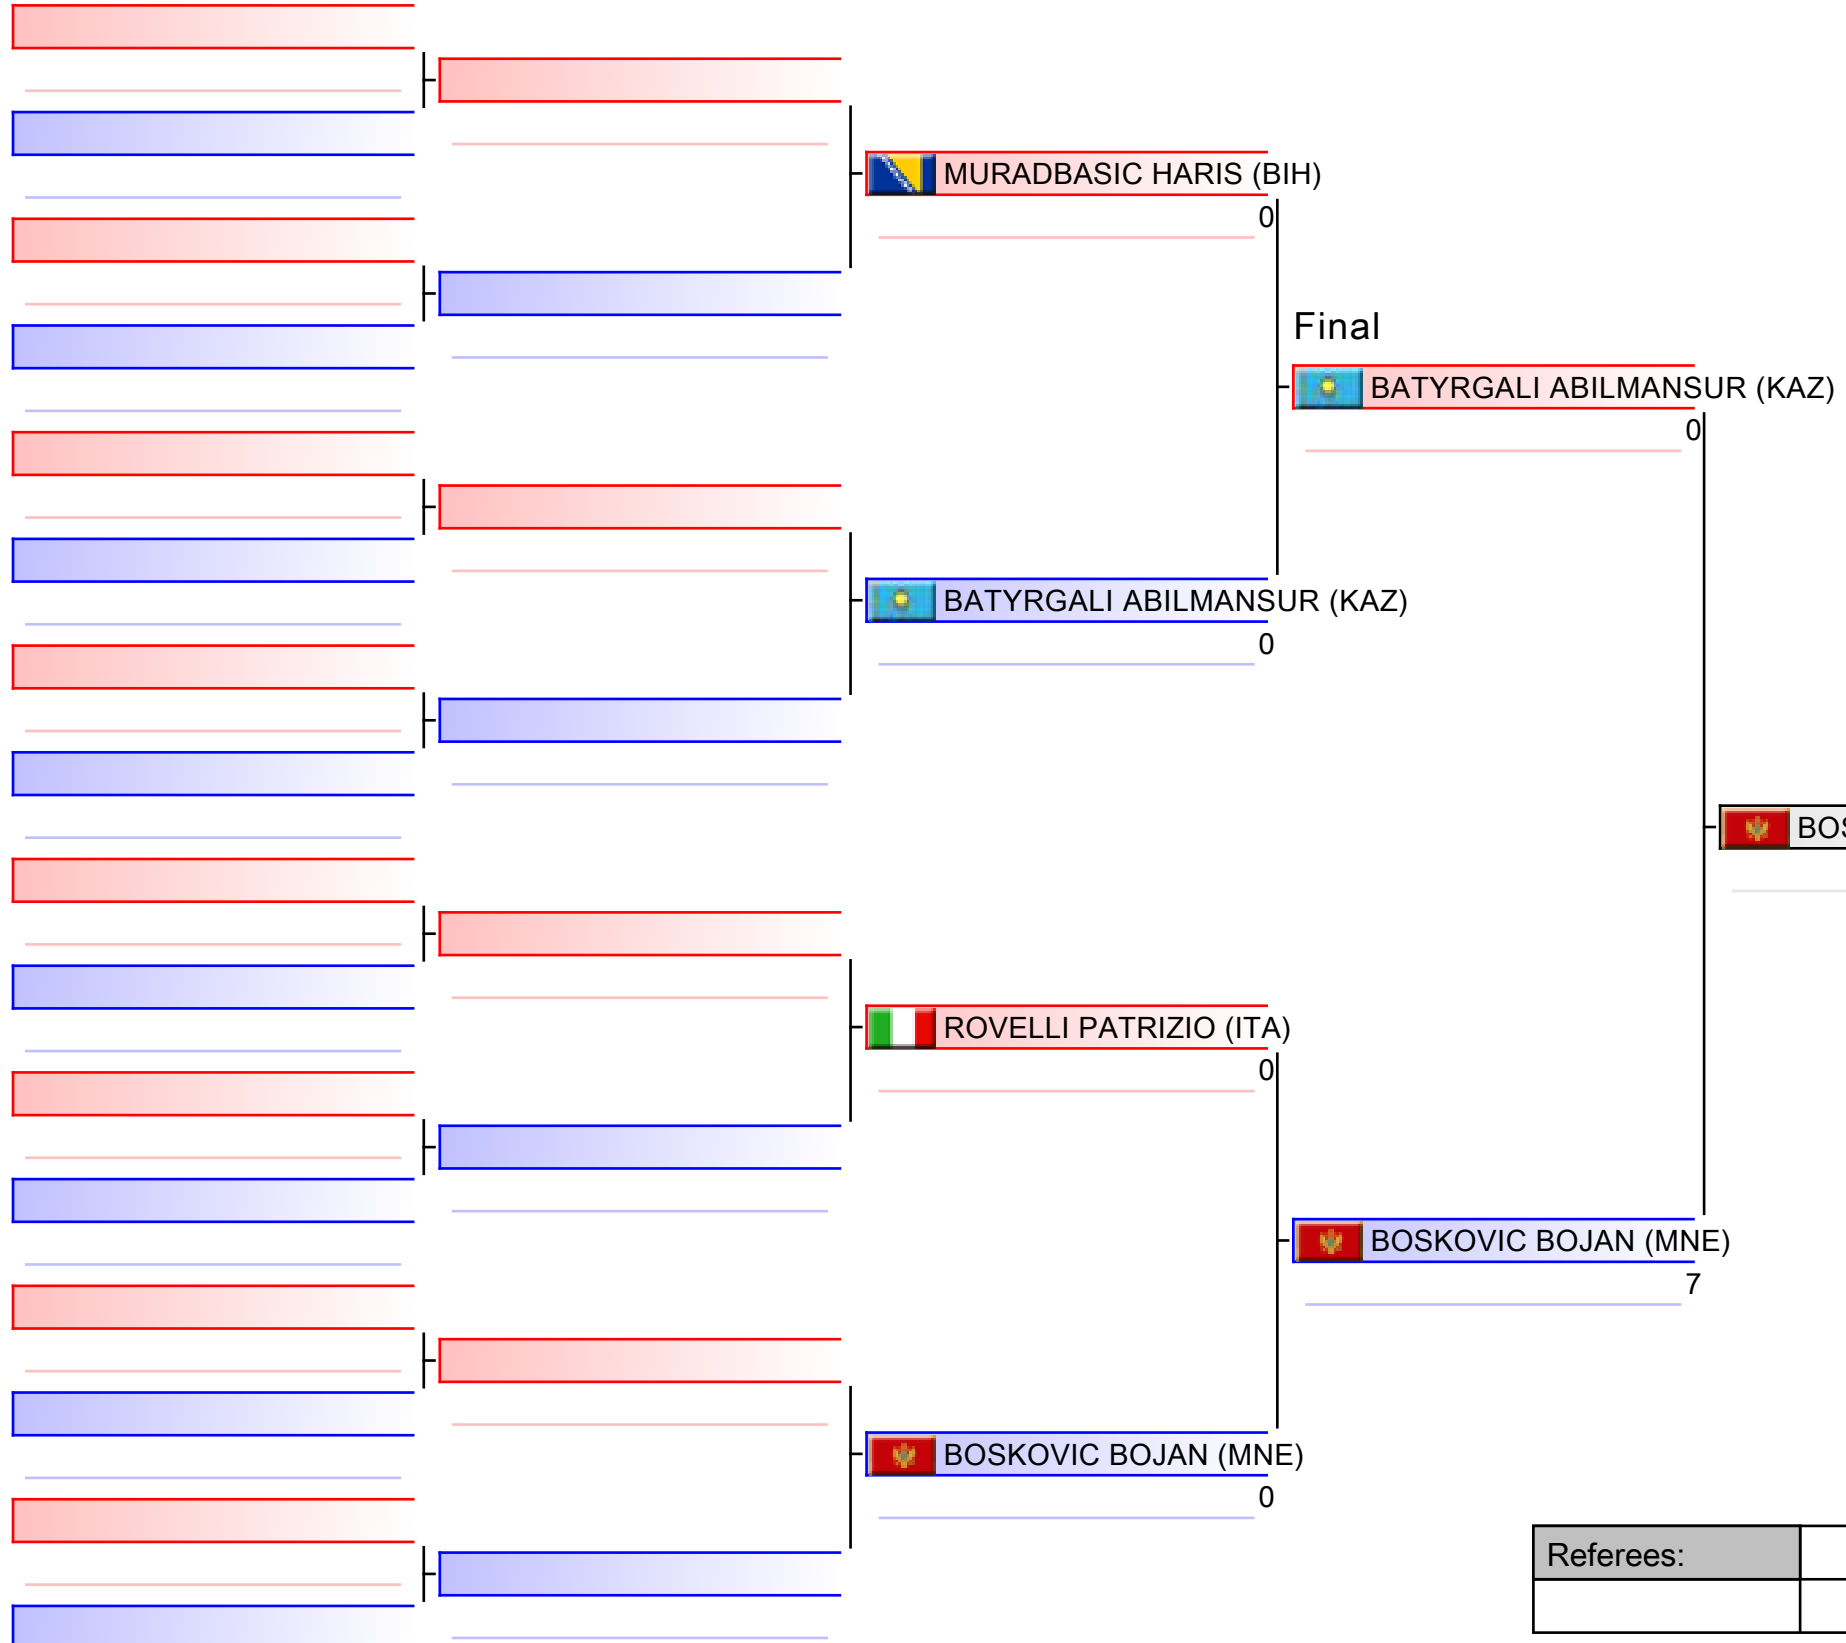 MURADBASIC HARIS (BIH)
0
Final
BATYRGALI ABILMANSUR (KAZ)
0
BATYRGALI ABILMANSUR (KAZ)
0
ROVELLI PATRIZIO (ITA)
0
BOSKOVIC BOJAN (MNE)
7
BOSKOVIC BOJAN (MNE)
0
Referees: